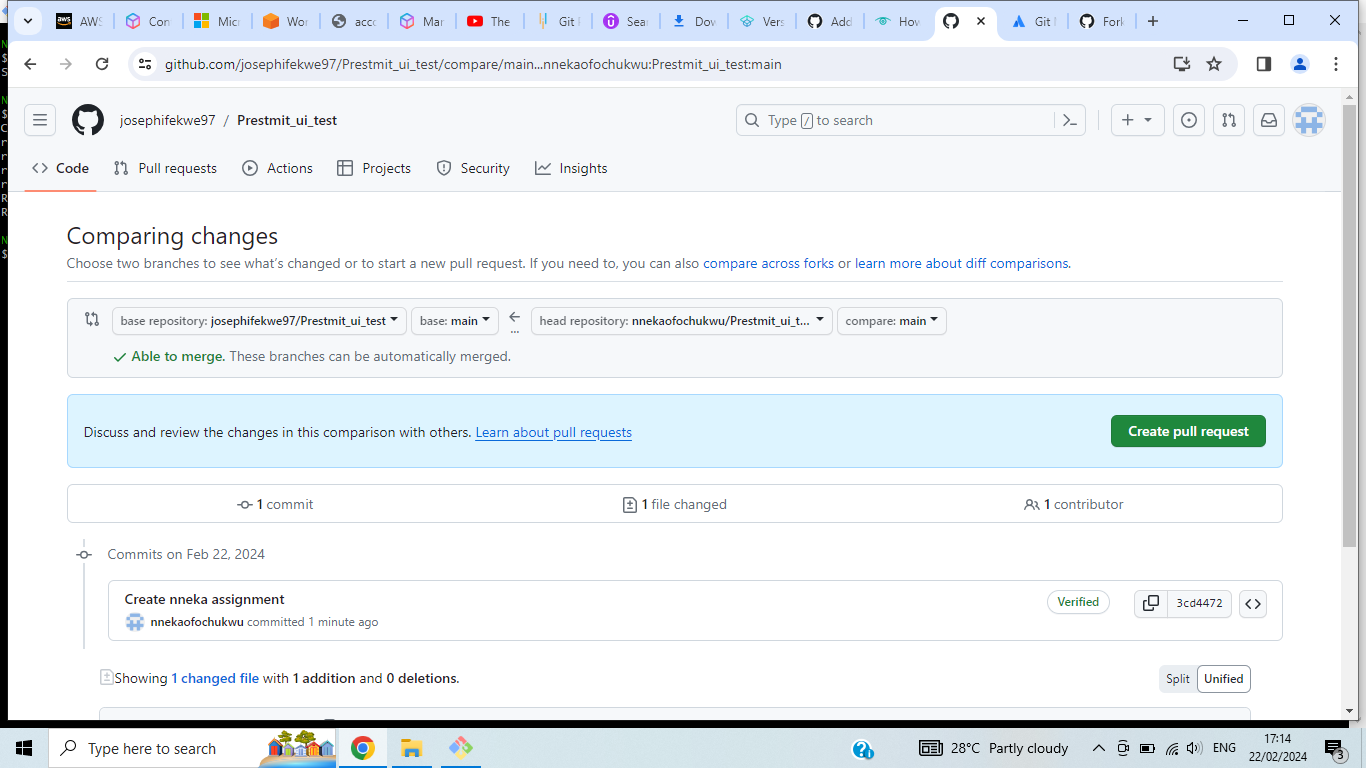 AWS
Con
Micr
Wor
acco
Mar
The
Git F
Sear
Dov
Vers
Add
How
Git M
Fork
github.com/josephifekwe97/Prestmit_ui_test/compare/main...nnekaofochukwu:Prestmit_ui_test:main
josephifekwe97 / Prestmit_ui_test
Type / to search
Code
Pull requests
Actions
Projects
Security
Insights
Comparing changes
Choose two branches to see what's changed or to start a new pull request. If you need to, you can also compare across forks or learn more about diff comparisons.
base repository: josephifekwe97/Prestmit_ui_test
base: main
head repository: nnekaofochukwu/Prestmit_ui_t...
compare: main
Able to merge. These branches can be automatically merged.
Discuss and review the changes in this comparison with others. Learn about pull requests
Create pull request
1 commit
1 file changed
1 contributor
Commits on Feb 22, 2024
Create nneka assignment
Verified
3cd4472
nnekaofochukwu committed 1 minute ago
Showing 1 changed file with 1 addition and 0 deletions.
Split
Unified
Type here to search
28°C Partly cloudy
ENG
17:14
22/02/2024
3